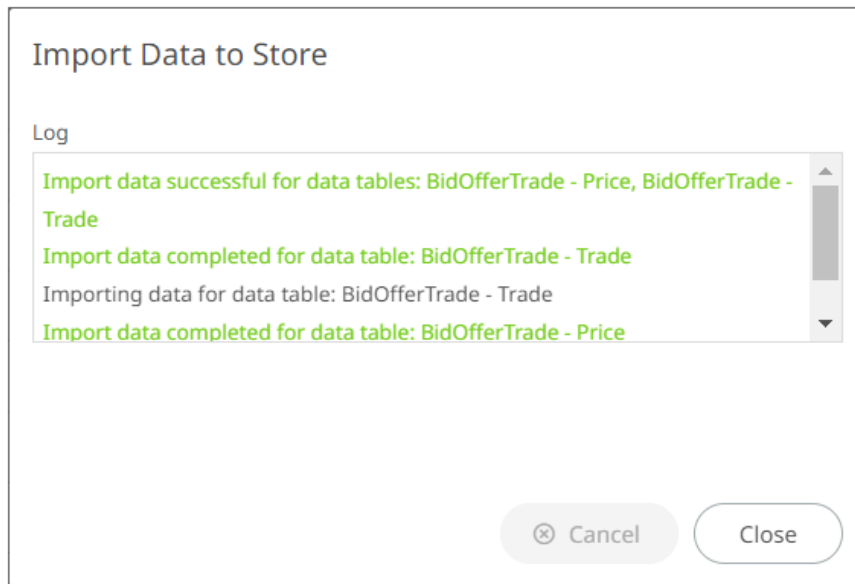 Import Data to Store
Log
Import data successful for data tables: BidOfferTrade - Price, BidOfferTrade -
Trade
Import data completed for data table: BidOfferTrade - Trade
Importing data for data table: BidOfferTrade - Trade
Import data completed for data table: BidOfferTrade - Price
Cancel
Close